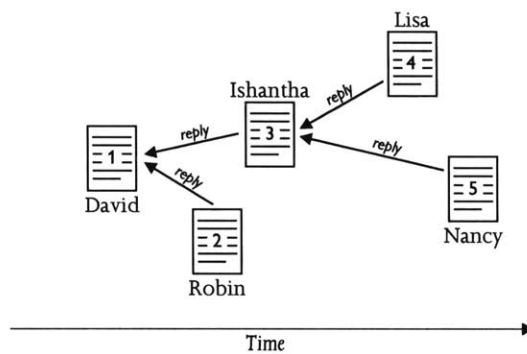 Lisa
4
reply
Ishantha
3
reply
reply
1
David
reply
2
Robin
5
Nancy
Time